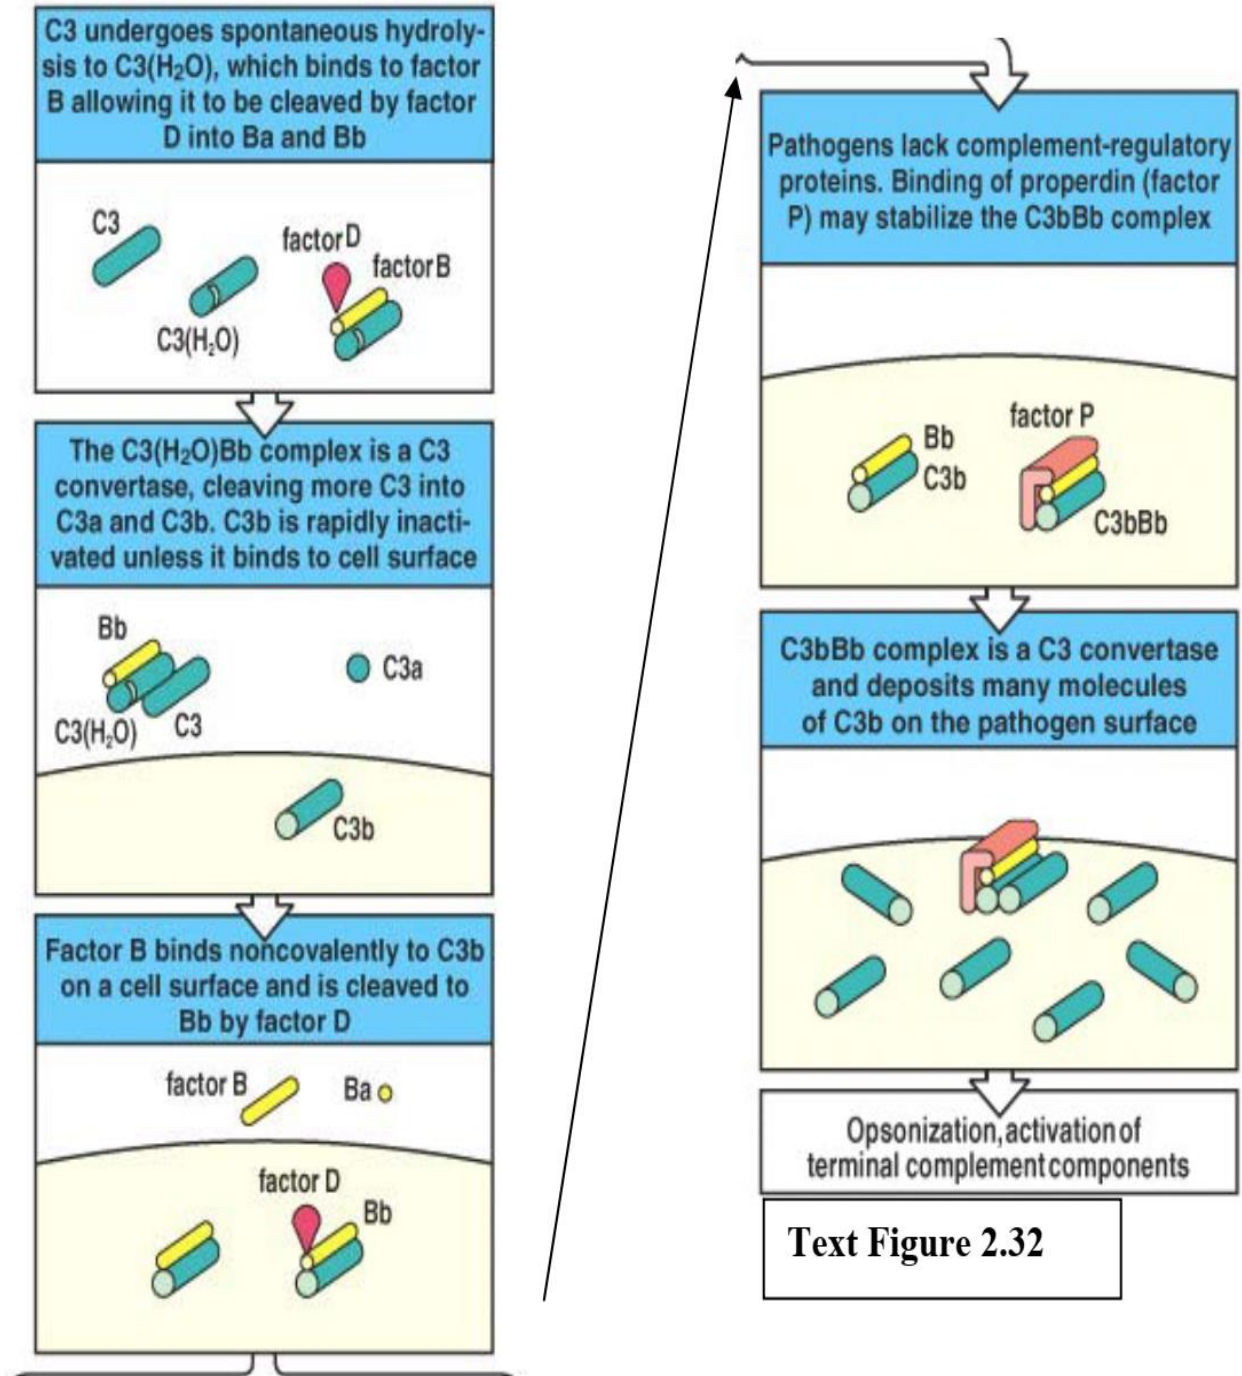 C3 undergoes spontaneous hydroly-
sis to C3(H₂O), which binds to factor
B allowing it to be cleaved by factor
D into Ba and Bb
C3
C3(H₂O)
factor D
factor B
The C3(H₂O)Bb complex is a C3
convertase, cleaving more C3 into
C3a and C3b. C3b is rapidly inacti-
vated unless it binds to cell surface
Bb
C3(H₂O)
C3
C3a
C3b
Factor B binds noncovalently to C3b
on a cell surface and is cleaved to
Bb by factor D
factor B
Ba
factor D
Bb
Pathogens lack complement-regulatory
proteins. Binding of properdin (factor
P) may stabilize the C3bBb complex
Bb
C3b
factor P
C3bBb
C3bBb complex is a C3 convertase
and deposits many molecules
of C3b on the pathogen surface
Opsonization, activation of
terminal complement components
Text Figure 2.32